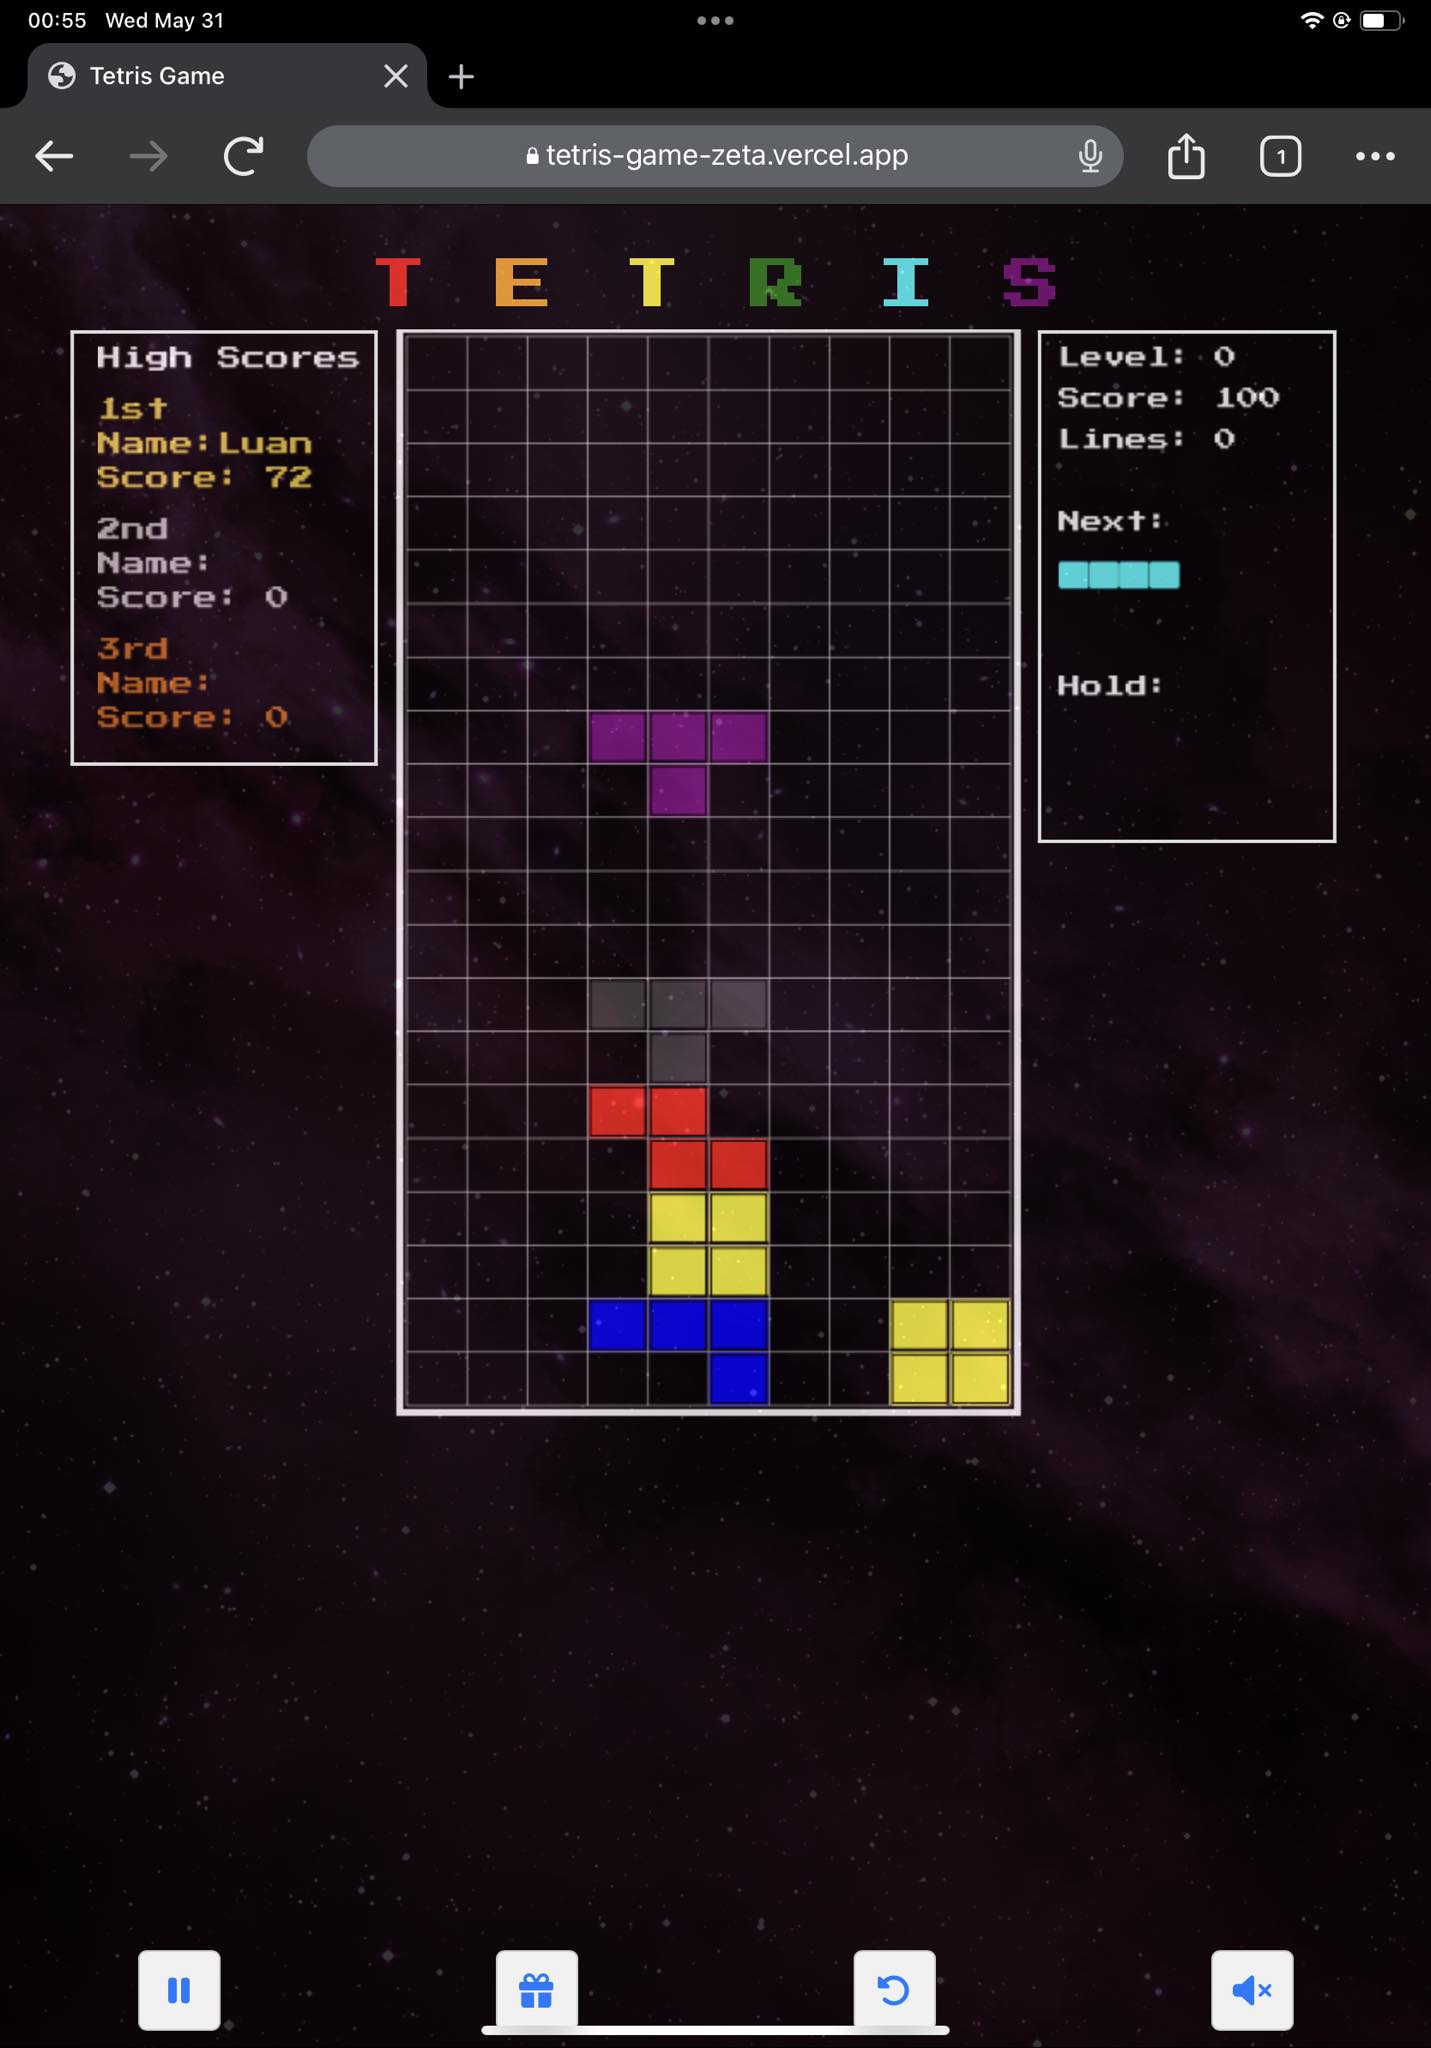 00:55 Wed May 31
Tetris Game
tetris-game-zeta.vercel.app
1
T E T R I S
High Scores
1st
Name: Luan
Score: 72
2nd
Name:
Score: 0
3rd
Name:
Score: 0
Level: 0
Score: 100
Lines: 0
Next:
Hold: